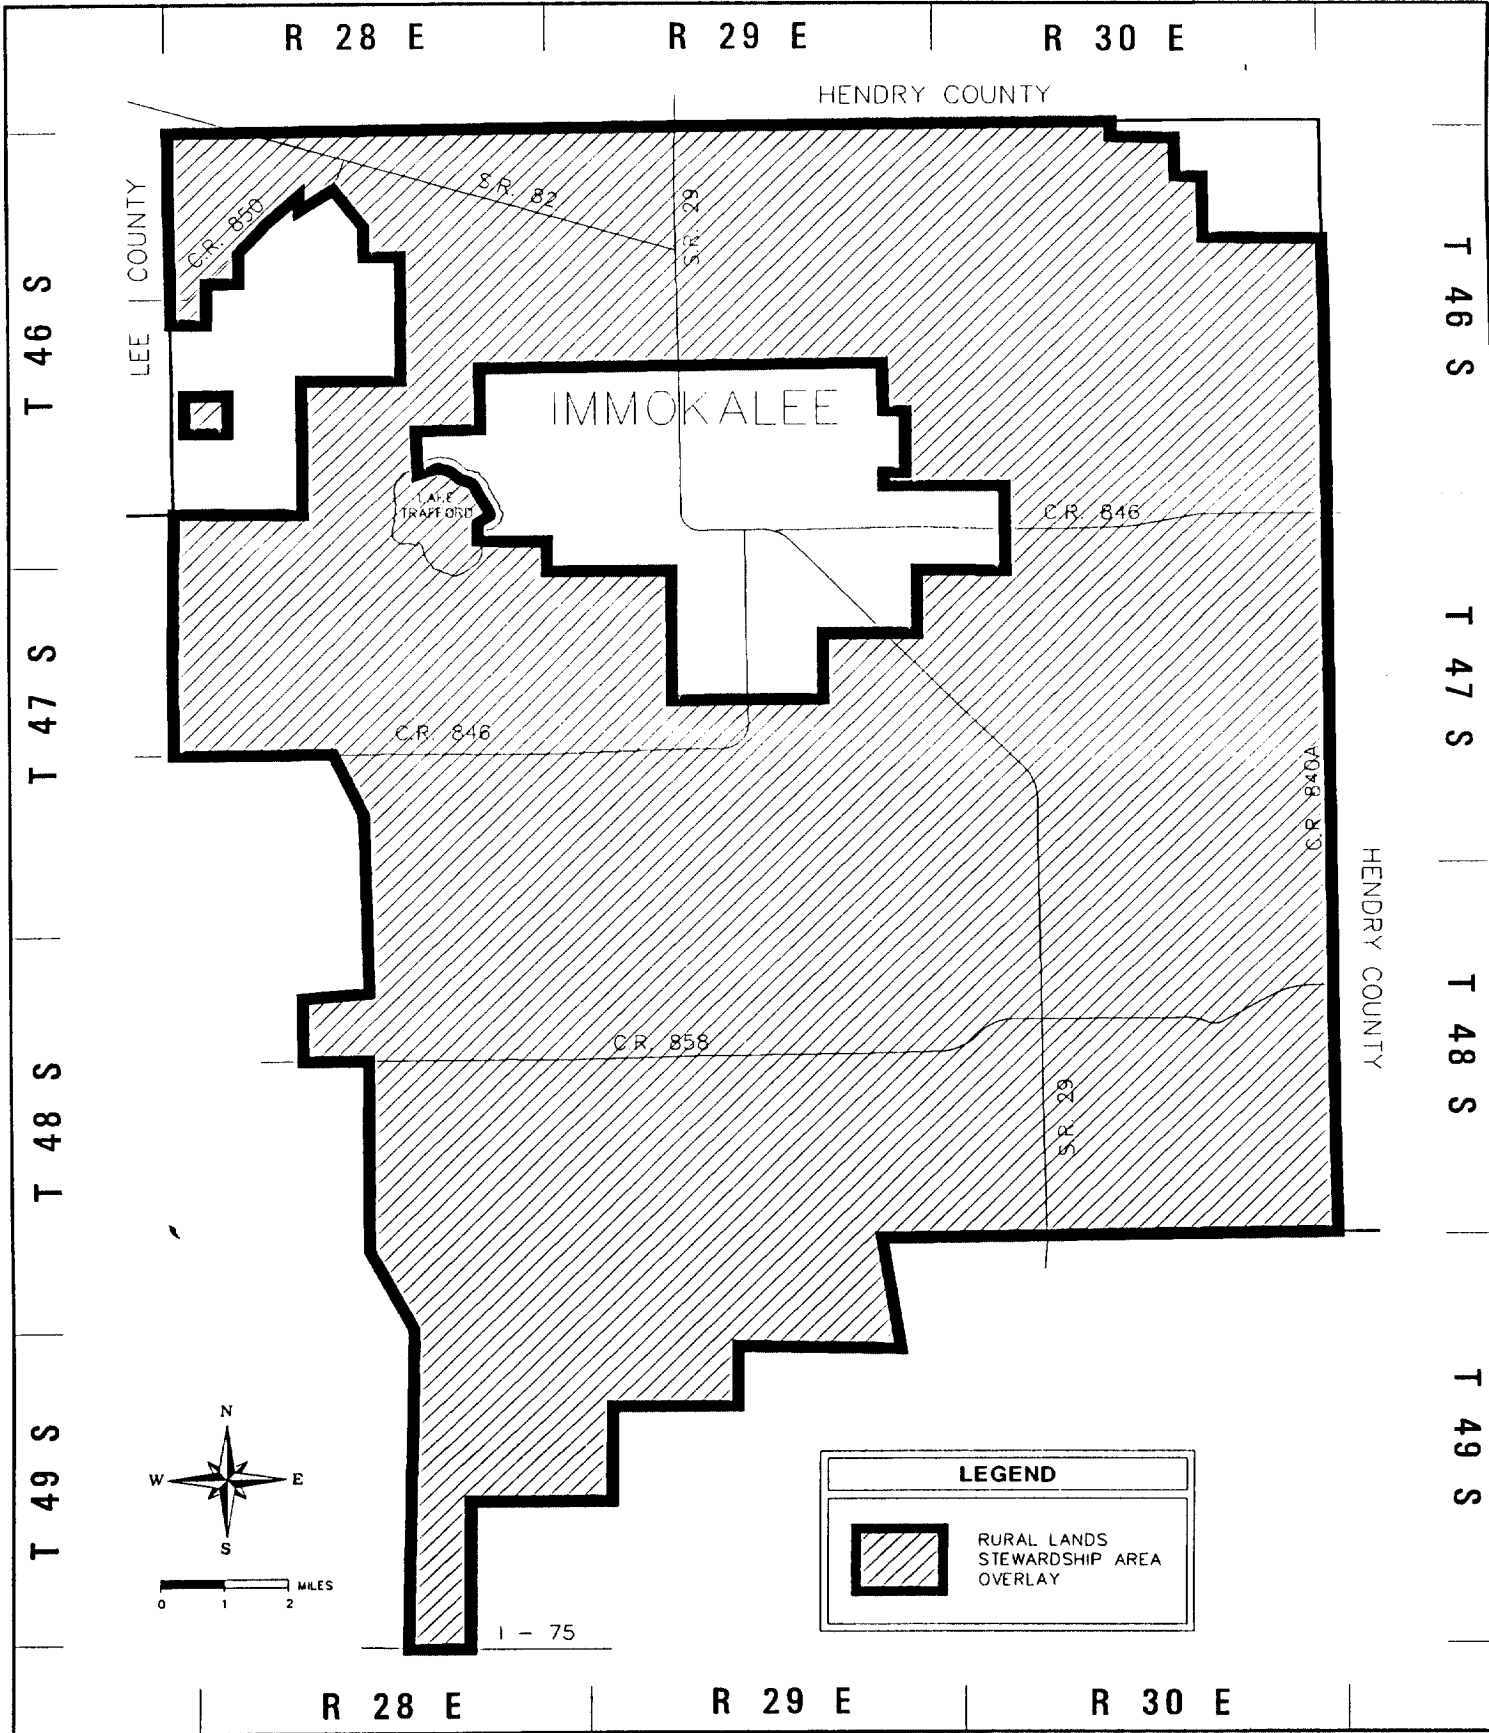 R 28 E
R 29 E
R 30 E
HENDRY COUNTY
LEE COUNTY
C.R. 850
S.R. 82
S.R. 29
T 46 S
T 46 S
IMMOKALEE
LAKE
TRAFFORD
C.R. 846
T 47 S
T 47 S
C.R. 846
C.R. 840A
HENDRY COUNTY
T 48 S
T 48 S
C.R. 858
S.R. 29
T 49 S
T 49 S
N
W
E
S
MILES
0 1 2
LEGEND
RURAL LANDS
STEWARDSHIP AREA
OVERLAY
I - 75
R 28 E
R 29 E
R 30 E